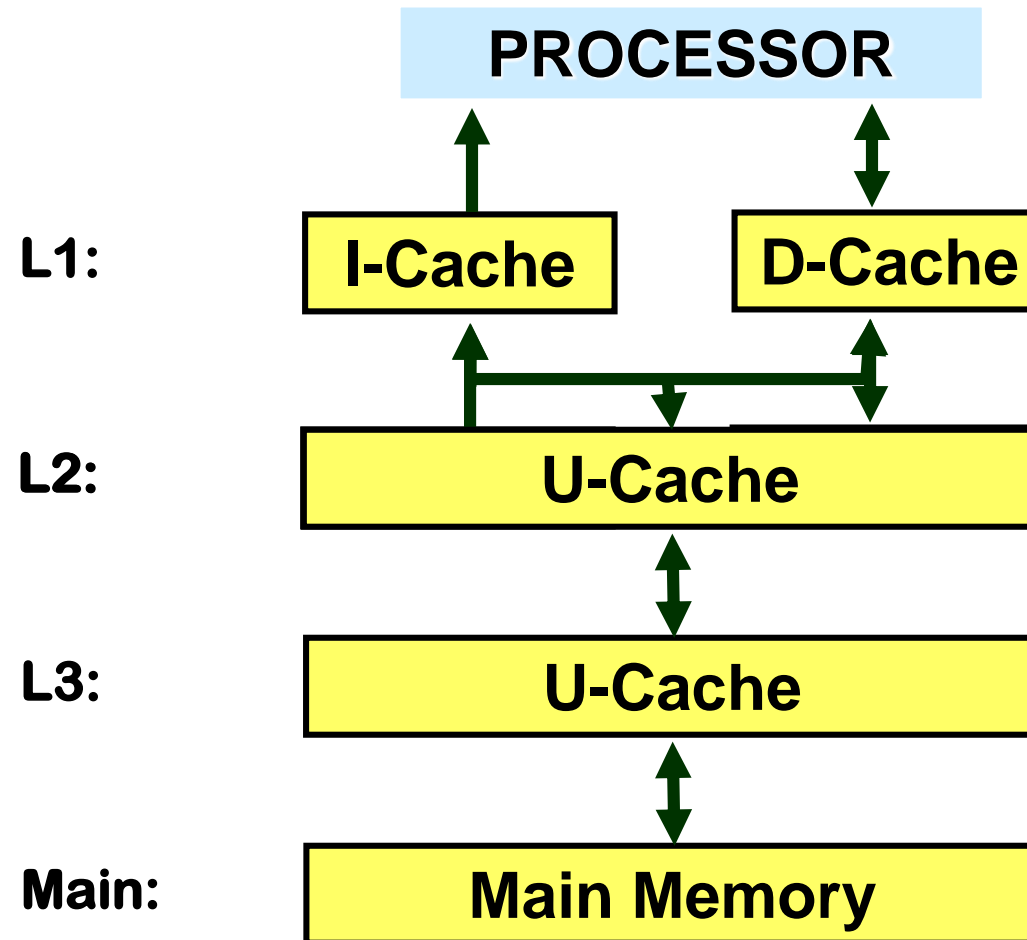 PROCESSOR
L1: I-Cache D-Cache
L2: U-Cache
L3: U-Cache
Main: Main Memory